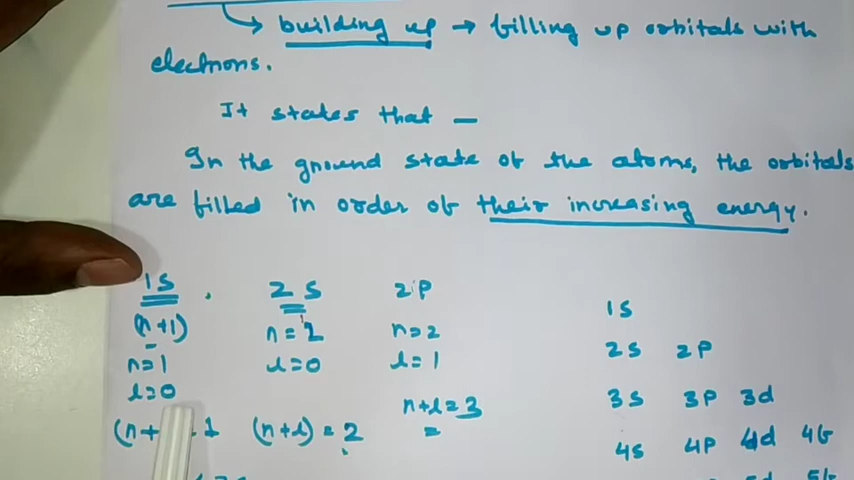 building up → filling up orbitals with
electrons.
It states that —
In the ground state of the atoms, the orbitals
are filled in order of their increasing energy.
1s . 2s 2p
(n+l) n=2 n=2
n=1 l=0 l=1
l=0
n+l=3
=
(n+ 1 (n+l) = 2
1s
2s 2p
3s 3p 3d
4s 4p 4d 4f